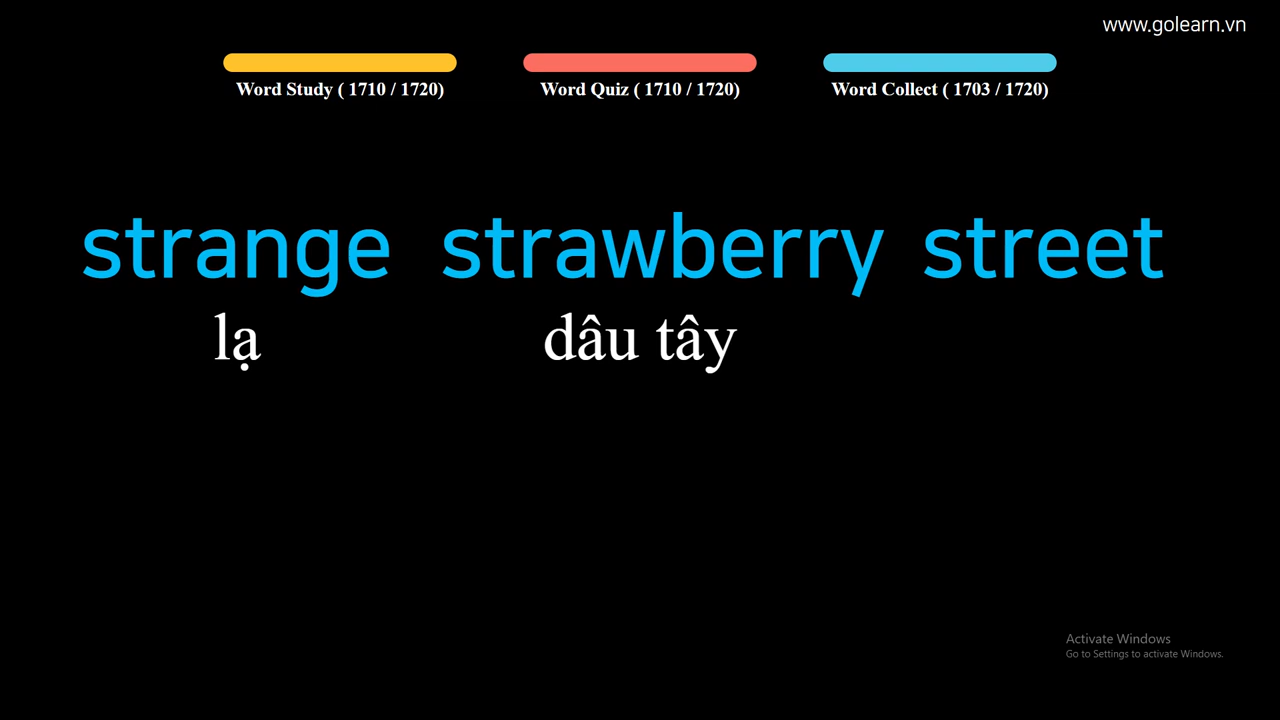 www.golearn.vn
Word Study ( 1710 / 1720) Word Quiz ( 1710 / 1720) Word Collect ( 1703 / 1720)
strange strawberry street
lạ dâu tây
Activate Windows
Go to Settings to activate Windows.